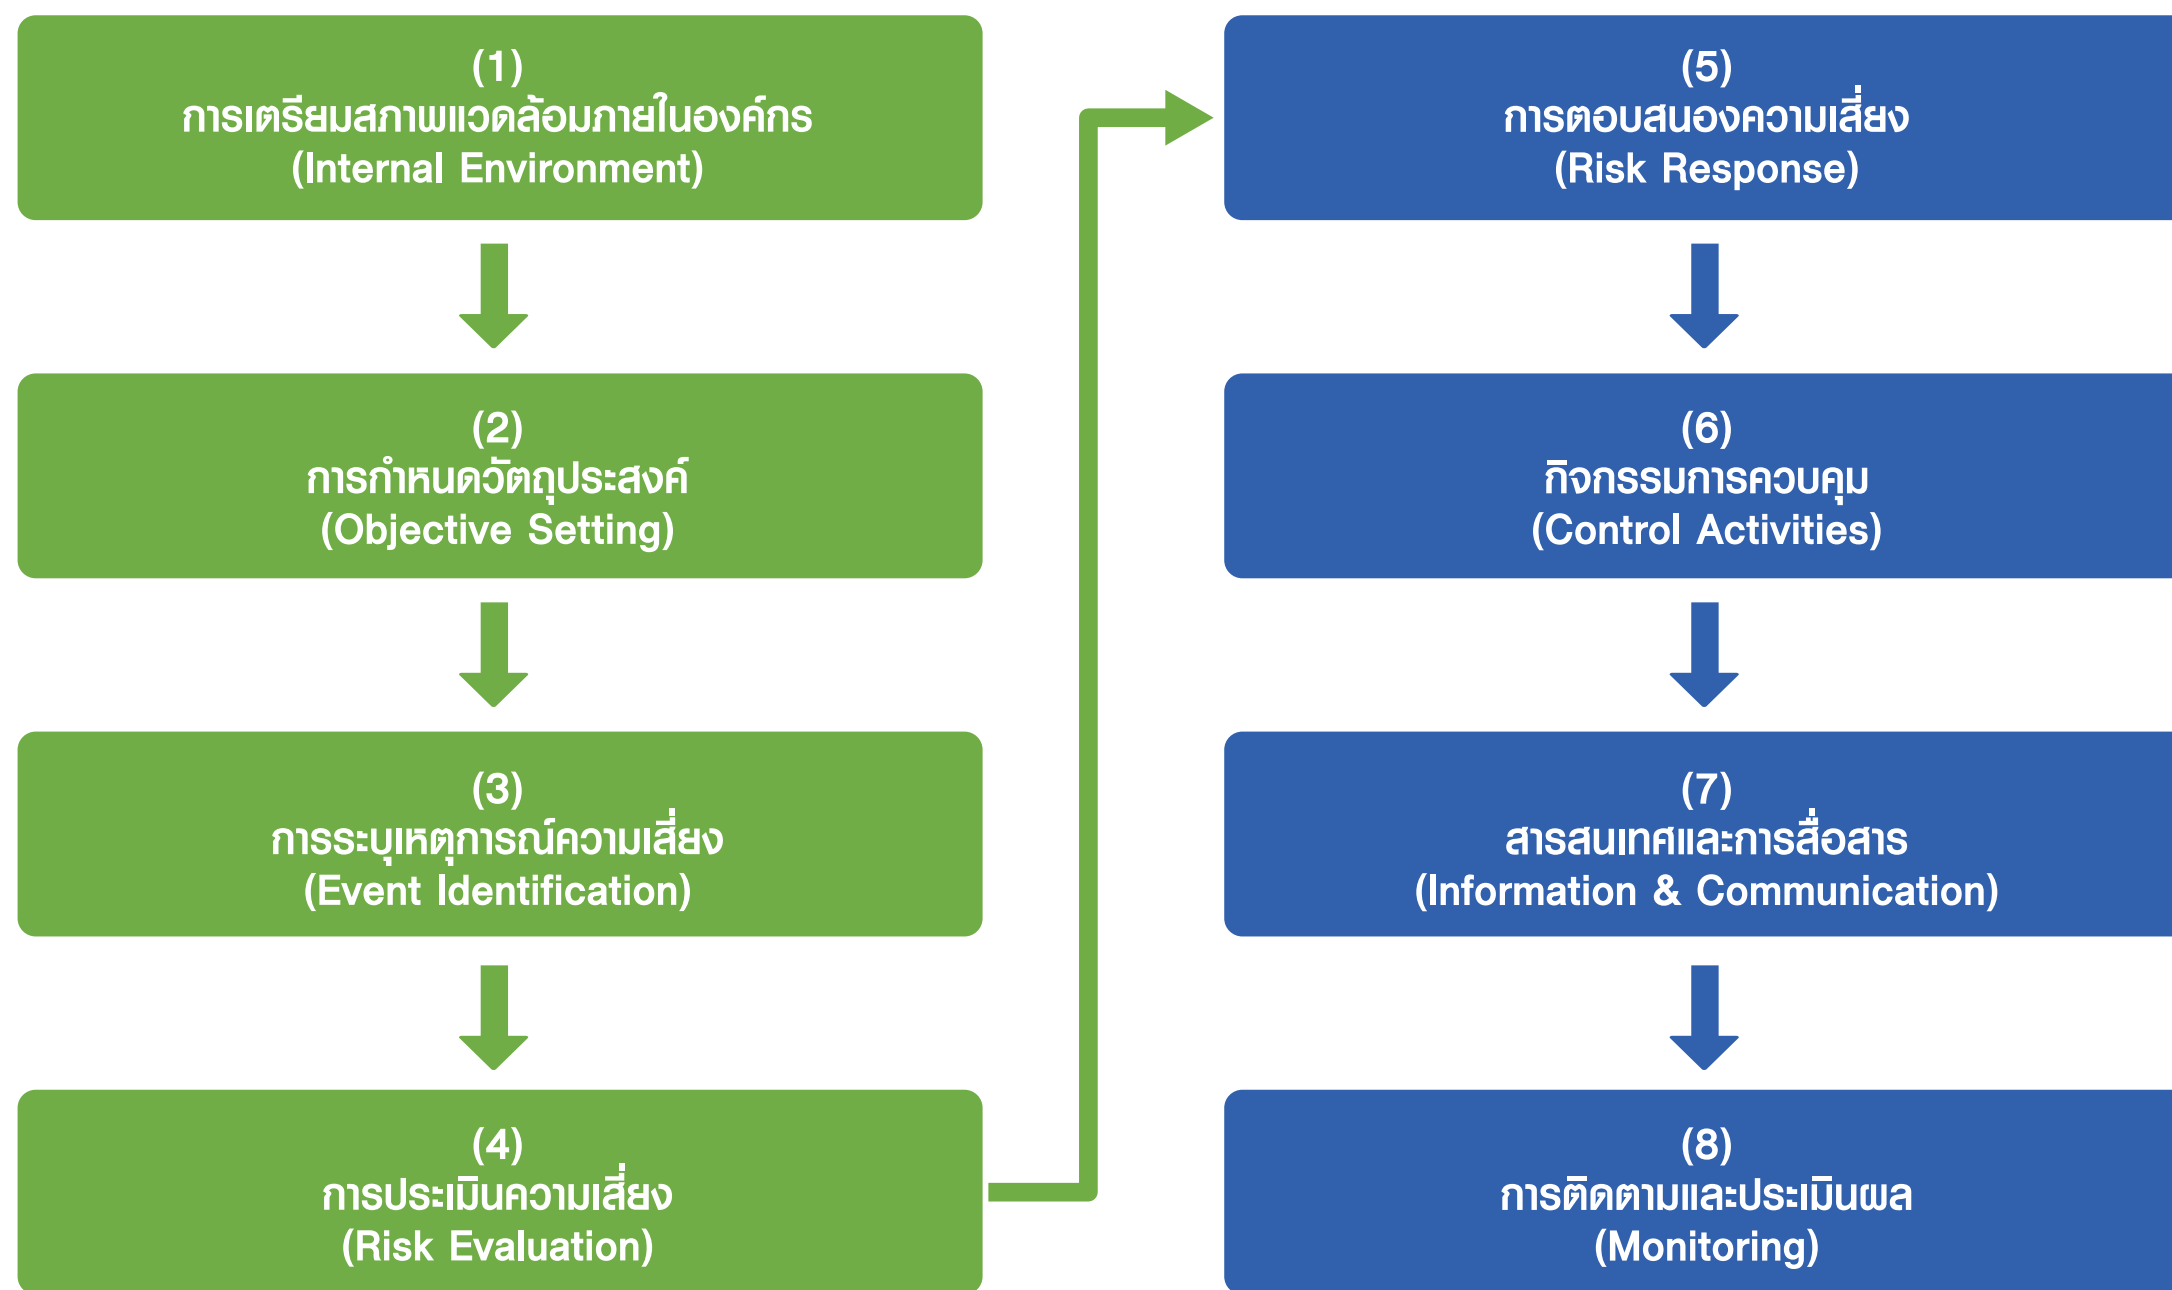 (1)
การเตรียมสภาพแวดล้อมภายในองค์กร
(Internal Environment)
(2)
การกำหนดวัตถุประสงค์
(Objective Setting)
(3)
การระบุเหตุการณ์ความเสี่ยง
(Event Identification)
(4)
การประเมินความเสี่ยง
(Risk Evaluation)
(5)
การตอบสนองความเสี่ยง
(Risk Response)
(6)
กิจกรรมการควบคุม
(Control Activities)
(7)
สารสนเทศและการสื่อสาร
(Information & Communication)
(8)
การติดตามและประเมินผล
(Monitoring)